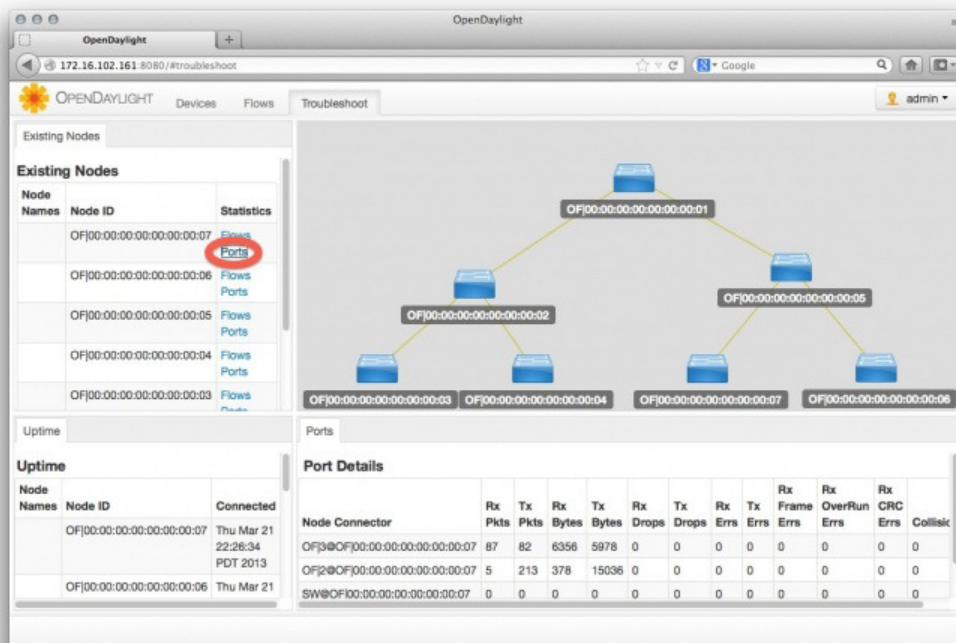 OpenDaylight
OpenDaylight +
172.16.102.161:8080/#troubleshoot Google
OPENDAYLIGHT Devices Flows Troubleshoot admin
Existing Nodes
Existing Nodes
Node Names Node ID Statistics
OF|00:00:00:00:00:00:00:07 Flows
Ports
OF|00:00:00:00:00:00:00:06 Flows
Ports
OF|00:00:00:00:00:00:00:05 Flows
Ports
OF|00:00:00:00:00:00:00:04 Flows
Ports
OF|00:00:00:00:00:00:00:03 Flows
Ports
OF|00:00:00:00:00:00:00:01
OF|00:00:00:00:00:00:00:02
OF|00:00:00:00:00:00:00:05
OF|00:00:00:00:00:00:00:03
OF|00:00:00:00:00:00:00:04
OF|00:00:00:00:00:00:00:07
OF|00:00:00:00:00:00:00:06
Uptime
Uptime
Node Names Node ID Connected
OF|00:00:00:00:00:00:00:07 Thu Mar 21
22:26:34
PDT 2013
OF|00:00:00:00:00:00:00:06 Thu Mar 21
Ports
Port Details
Node Connector Rx Pkts Tx Pkts Rx Bytes Tx Bytes Rx Drops Tx Drops Rx Errs Tx Errs Rx Frame Errs Rx OverRun Errs Rx CRC Errs Collisic
OF|3@OF|00:00:00:00:00:00:00:07 87 82 6356 5978 0 0 0 0 0 0 0 0
OF|2@OF|00:00:00:00:00:00:00:07 5 213 378 15036 0 0 0 0 0 0 0 0
SW@OF|00:00:00:00:00:00:00:07 0 0 0 0 0 0 0 0 0 0 0 0